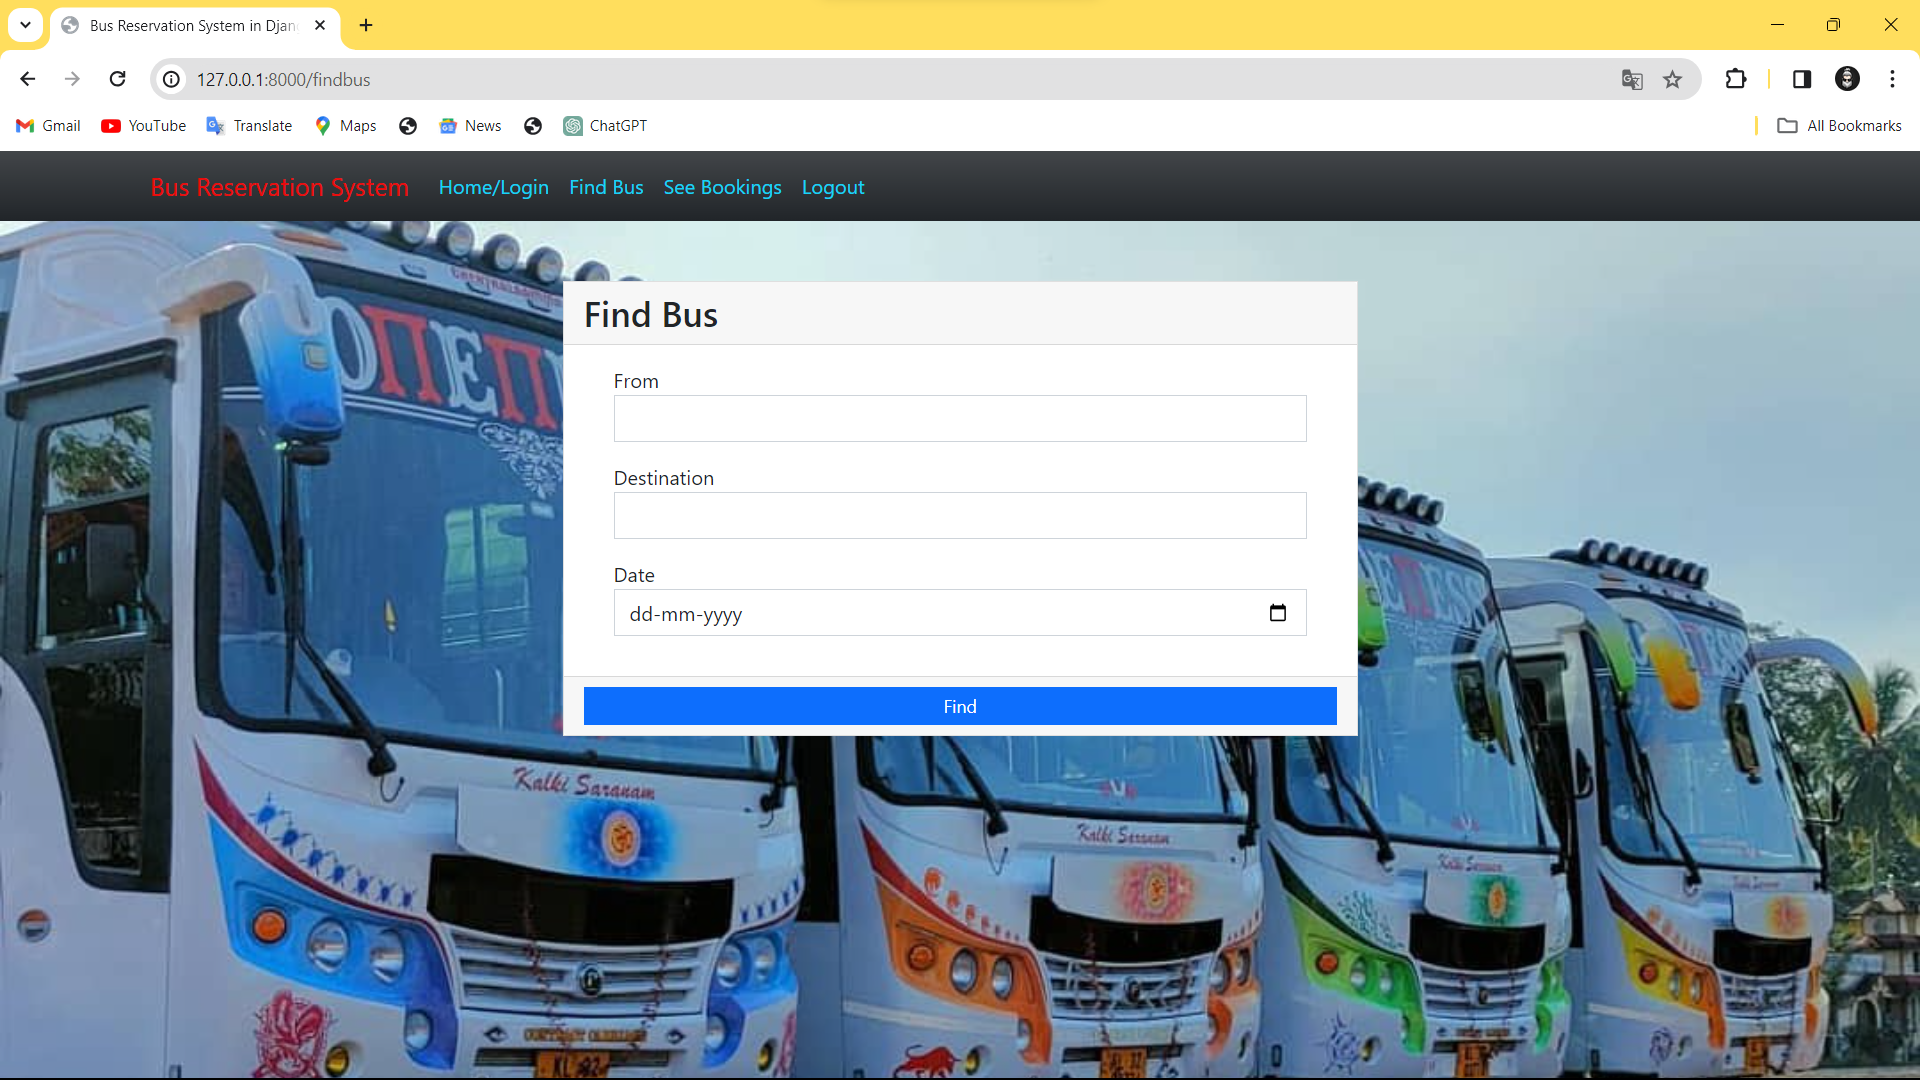 Bus Reservation System in Djan
127.0.0.1:8000/findbus
Gmail YouTube Translate Maps News ChatGPT All Bookmarks
Bus Reservation System Home/Login Find Bus See Bookings Logout
Find Bus
From
Destination
Date
dd-mm-yyyy
Find
Kalki Saranam
Kalki Saranam
CONTRACT CARRIAGE